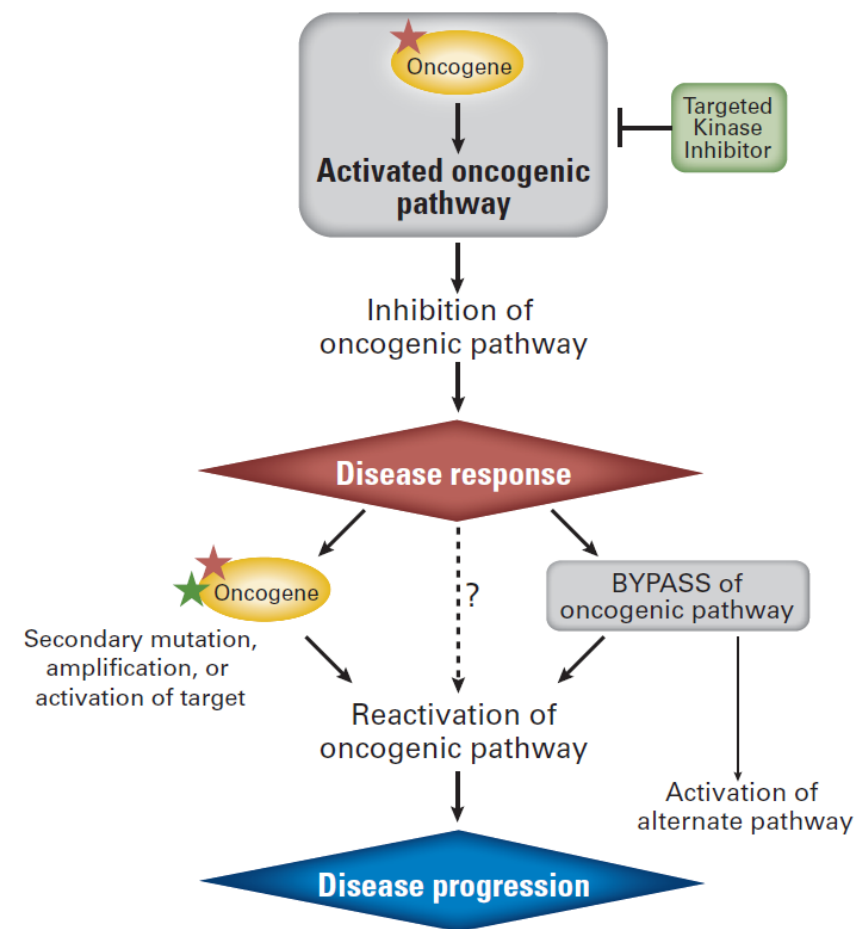 Oncogene
Activated oncogenic
pathway
Targeted
Kinase
Inhibitor
Inhibition of
oncogenic pathway
Disease response
Oncogene
Secondary mutation,
amplification, or
activation of target
?
BYPASS of
oncogenic pathway
Reactivation of
oncogenic pathway
Activation of
alternate pathway
Disease progression